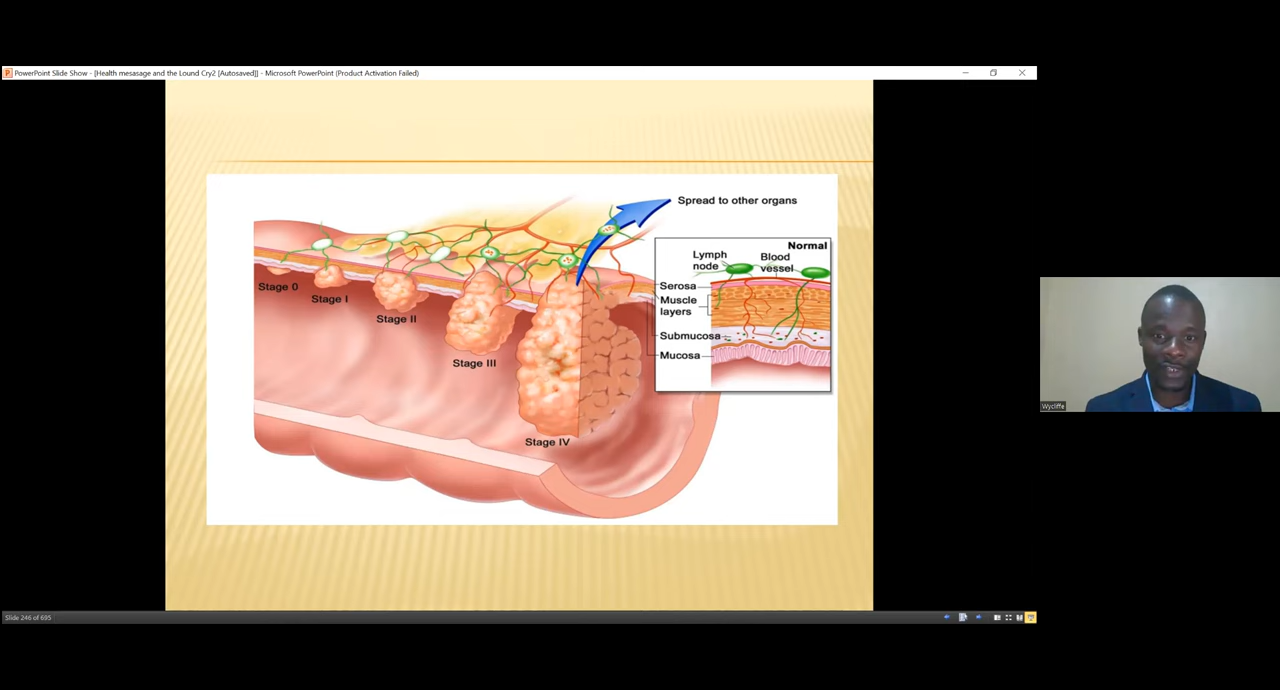 PowerPoint Slide Show - [Health mesasage and the Lound Cry2 [Autosaved]] - Microsoft PowerPoint (Product Activation Failed)
Spread to other organs
Normal
Lymph
node
Blood
vessel
Serosa
Muscle
layers
Submucosa
Mucosa
Stage 0
Stage I
Stage II
Stage III
Stage IV
Wycliffe
Slide 246 of 695